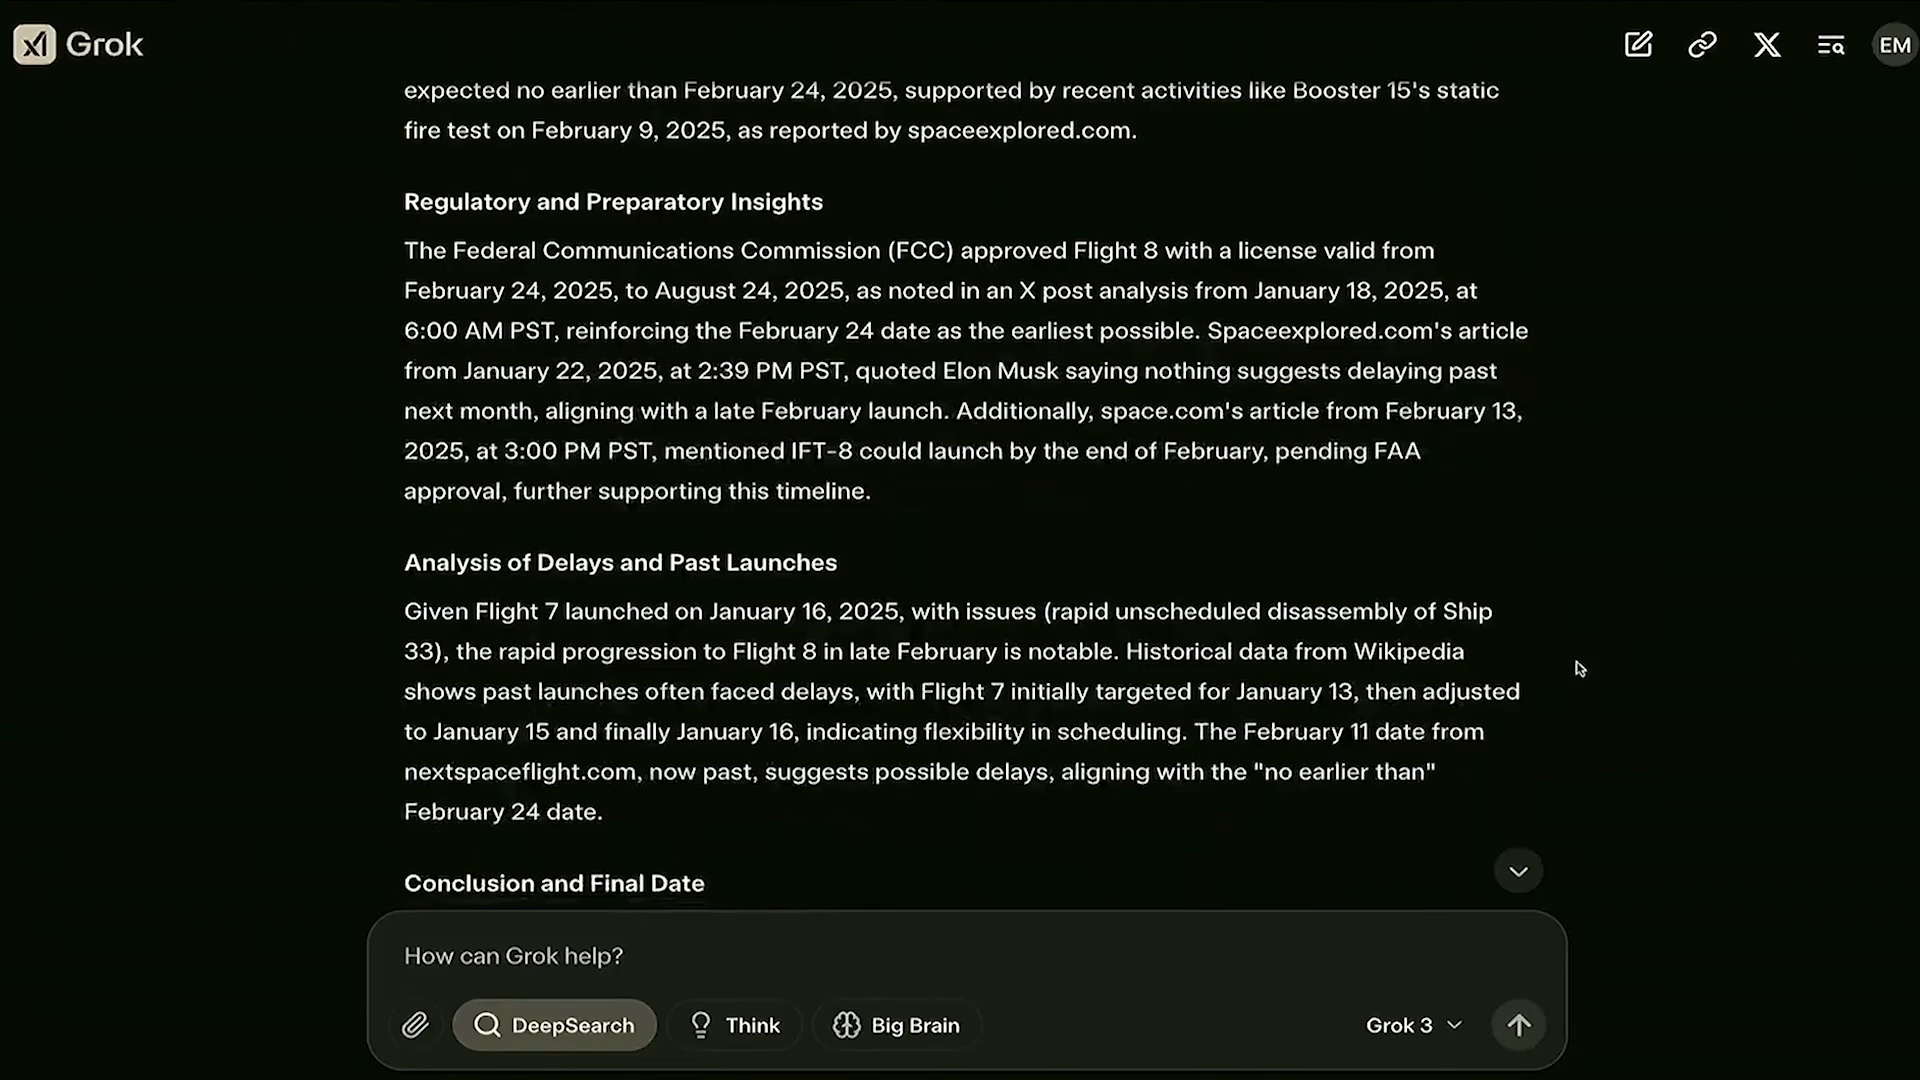 Grok
EM
expected no earlier than February 24, 2025, supported by recent activities like Booster 15's static
fire test on February 9, 2025, as reported by spaceexplored.com.
Regulatory and Preparatory Insights
The Federal Communications Commission (FCC) approved Flight 8 with a license valid from
February 24, 2025, to August 24, 2025, as noted in an X post analysis from January 18, 2025, at
6:00 AM PST, reinforcing the February 24 date as the earliest possible. Spaceexplored.com's article
from January 22, 2025, at 2:39 PM PST, quoted Elon Musk saying nothing suggests delaying past
next month, aligning with a late February launch. Additionally, space.com's article from February 13,
2025, at 3:00 PM PST, mentioned IFT-8 could launch by the end of February, pending FAA
approval, further supporting this timeline.
Analysis of Delays and Past Launches
Given Flight 7 launched on January 16, 2025, with issues (rapid unscheduled disassembly of Ship
33), the rapid progression to Flight 8 in late February is notable. Historical data from Wikipedia
shows past launches often faced delays, with Flight 7 initially targeted for January 13, then adjusted
to January 15 and finally January 16, indicating flexibility in scheduling. The February 11 date from
nextspaceflight.com, now past, suggests possible delays, aligning with the "no earlier than"
February 24 date.
Conclusion and Final Date
How can Grok help?
DeepSearch
Think
Big Brain
Grok 3